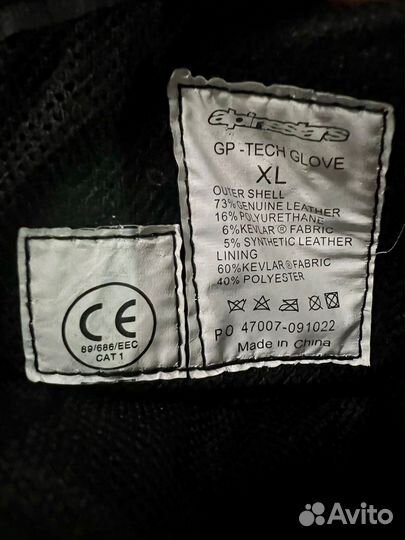 alpinestars
GP-TECH GLOVE
XL
OUTER SHELL
73% GENUINE LEATHER
16% POLYURETHANE
6% KEVLAR® FABRIC
5% SYNTHETIC LEATHER
LINING
60% KEVLAR® FABRIC
40% POLYESTER
PO 47007-091022
Made in China
CE
89/686/EEC
CAT 1
Avito